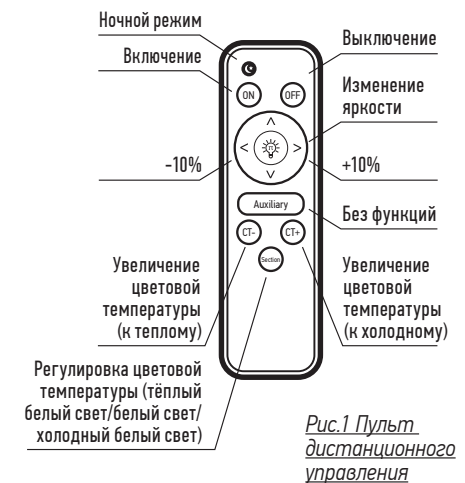 Ночной режим
Включение
Выключение
ON
OFF
Изменение
яркости
-10%
+10%
Auxiliary
Без функций
CT-
CT+
Section
Увеличение
цветовой
температуры
(к теплому)
Увеличение
цветовой
температуры
(к холодному)
Регулировка цветовой
температуры (тёплый
белый свет/белый свет/
холодный белый свет)
Рис.1 Пульт
дистанционного
управления